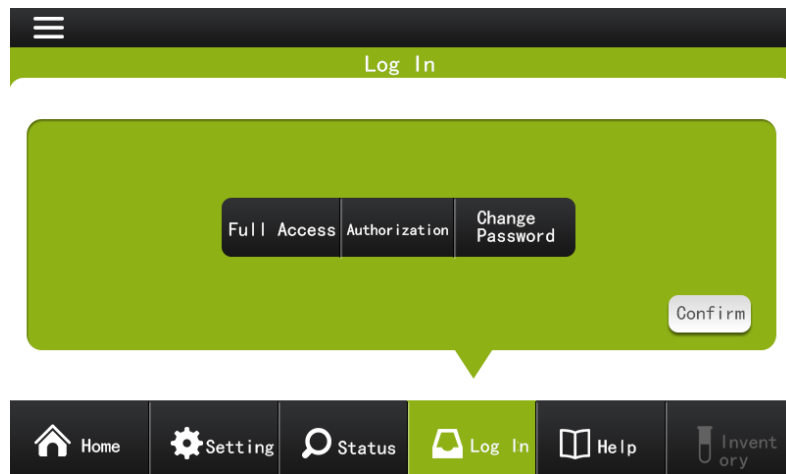 Log In
Full Access
Authorization
Change
Password
Confirm
Home
Setting
Status
Log In
Help
Invent
ory